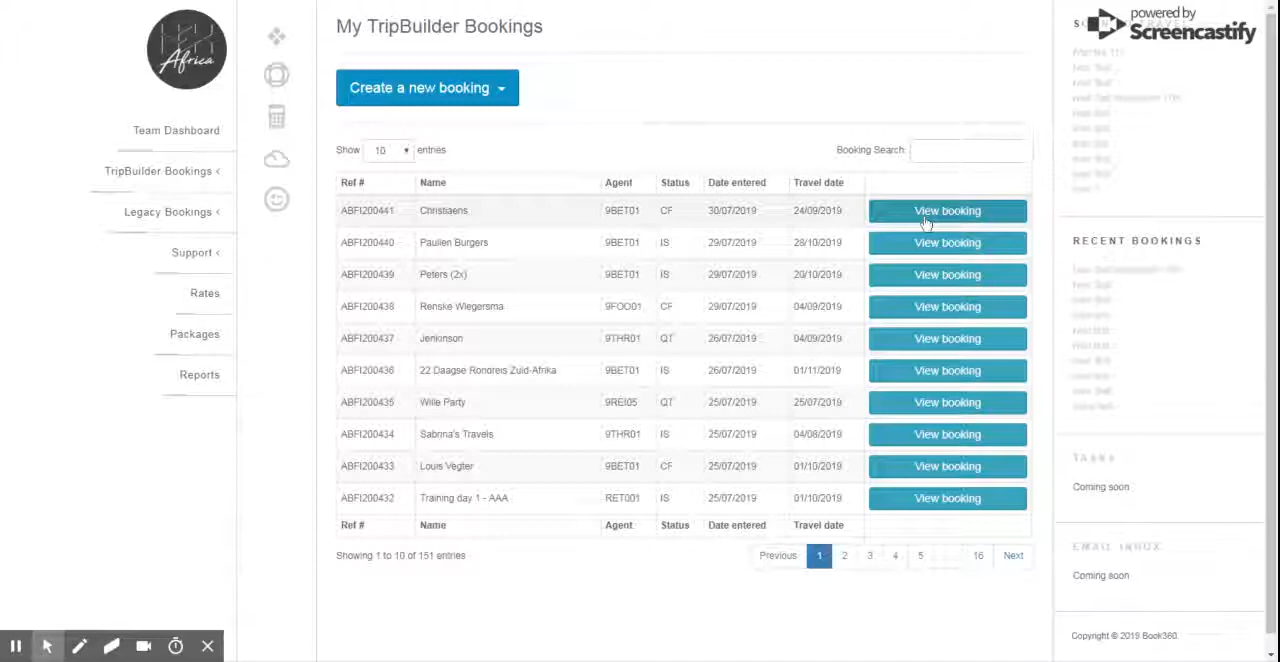 Africa
Team Dashboard
TripBuilder Bookings <
Legacy Bookings <
Support <
Rates
Packages
Reports
My TripBuilder Bookings
Create a new booking
Show 10 entries
Booking Search:
Ref # Name Agent Status Date entered Travel date
ABFI200441 Christiaens 9BET01 CF 30/07/2019 24/09/2019 View booking
ABFI200440 Paulien Burgers 9BET01 IS 29/07/2019 28/10/2019 View booking
ABFI200439 Peters (2x) 9BET01 IS 29/07/2019 20/10/2019 View booking
ABFI200438 Renske Wiegersma 9FOO01 CF 29/07/2019 04/09/2019 View booking
ABFI200437 Jenkinson 9THR01 QT 26/07/2019 04/09/2019 View booking
ABFI200436 22 Daagse Rondreis Zuid-Afrika 9BET01 IS 26/07/2019 01/11/2019 View booking
ABFI200435 Wille Party 9REI05 QT 25/07/2019 25/07/2019 View booking
ABFI200434 Sabrina's Travels 9THR01 IS 25/07/2019 04/08/2019 View booking
ABFI200433 Louis Vegter 9BET01 CF 25/07/2019 01/10/2019 View booking
ABFI200432 Training day 1 - AAA RET001 IS 25/07/2019 01/10/2019 View booking
Ref # Name Agent Status Date entered Travel date
Showing 1 to 10 of 151 entries
Previous 1 2 3 4 5 16 Next
powered by
Screencastify
RECENT BOOKINGS
TASKS
Coming soon
EMAIL INBOX
Coming soon
Copyright © 2019 Book360.